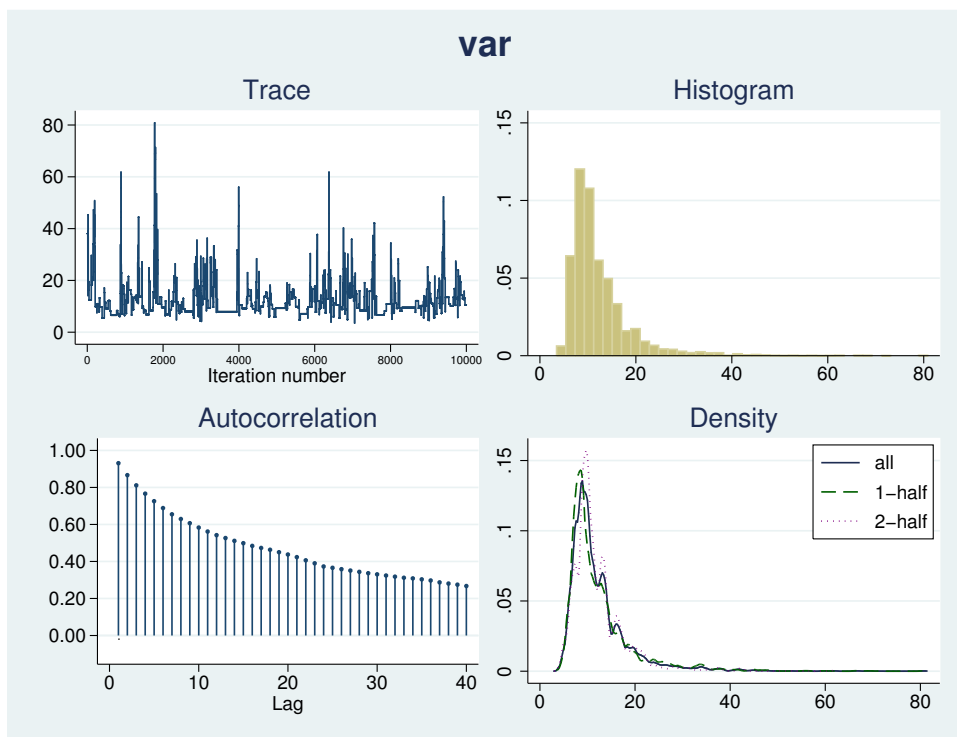 var
Trace
Histogram
80
60
40
20
0
0 2000 4000 6000 8000 10000
Iteration number
.15
.1
.05
0
0 20 40 60 80
Autocorrelation
Density
1.00
0.80
0.60
0.40
0.20
0.00
0 10 20 30 40
Lag
.15
.1
.05
0
0 20 40 60 80
all
1-half
2-half